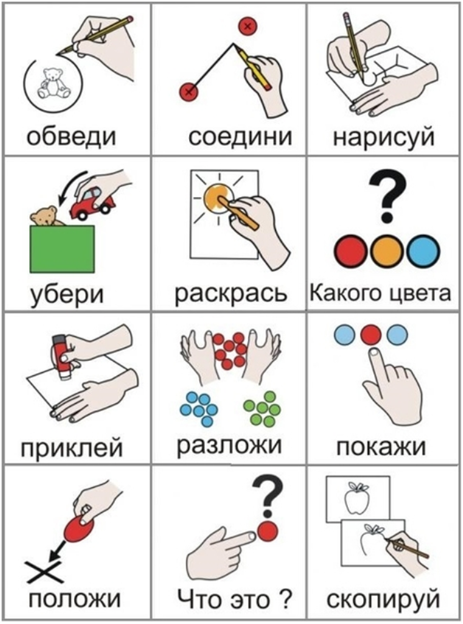 обведи
соедини
нарисуй
убери
раскрась
?
Какого цвета
приклей
разложи
покажи
положи
?
Что это ?
скопируй